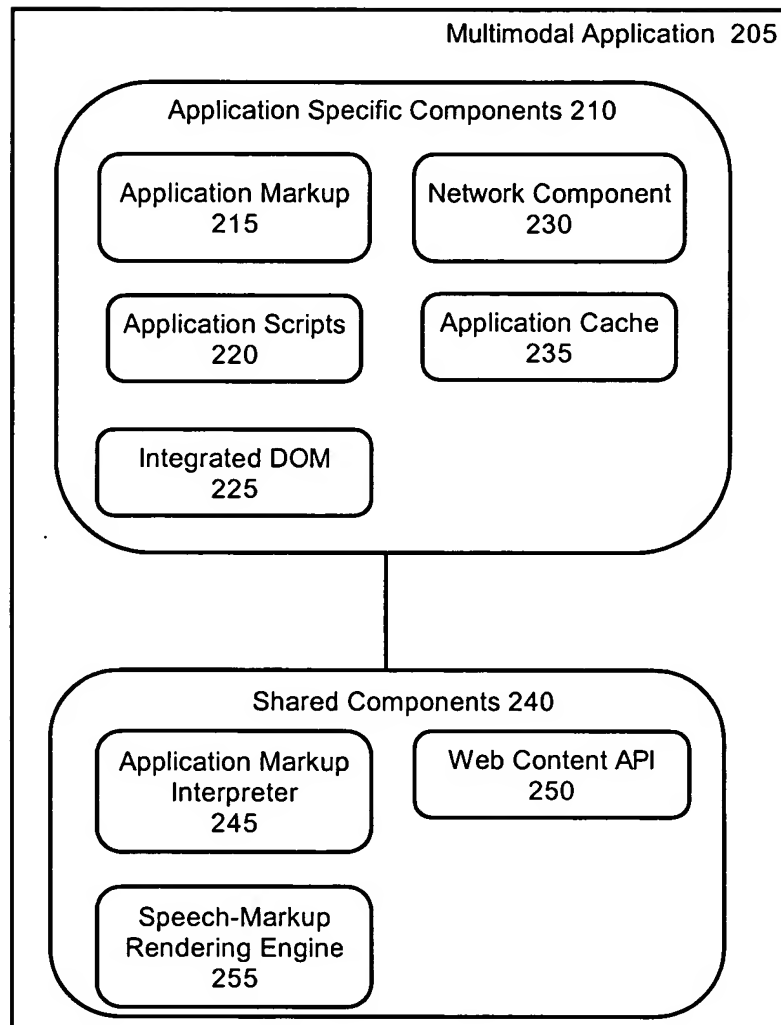 Multimodal Application 205
Application Specific Components 210
Application Markup
215
Network Component
230
Application Scripts
220
Application Cache
235
Integrated DOM
225
Shared Components 240
Application Markup
Interpreter
245
Web Content API
250
Speech-Markup
Rendering Engine
255